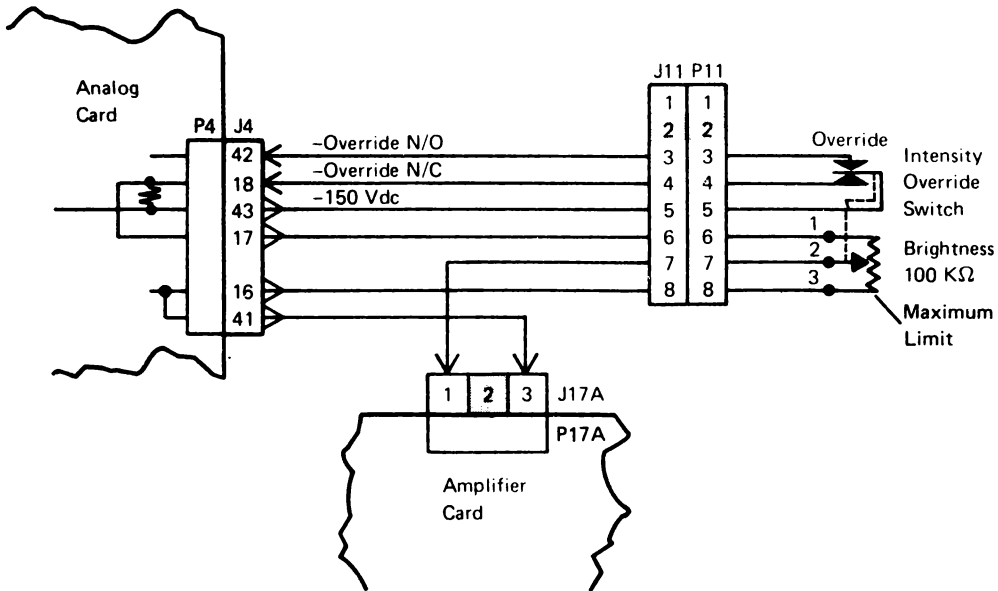 Analog
Card
P4 J4
42
18
43
17
16
41
–Override N/O
–Override N/C
–150 Vdc
J11 P11
1 1
2 2
3 3
4 4
5 5
6 6
7 7
8 8
Override
Intensity
Override
Switch
1
2
3
Brightness
100 KΩ
Maximum
Limit
1 2 3
J17A
P17A
Amplifier
Card